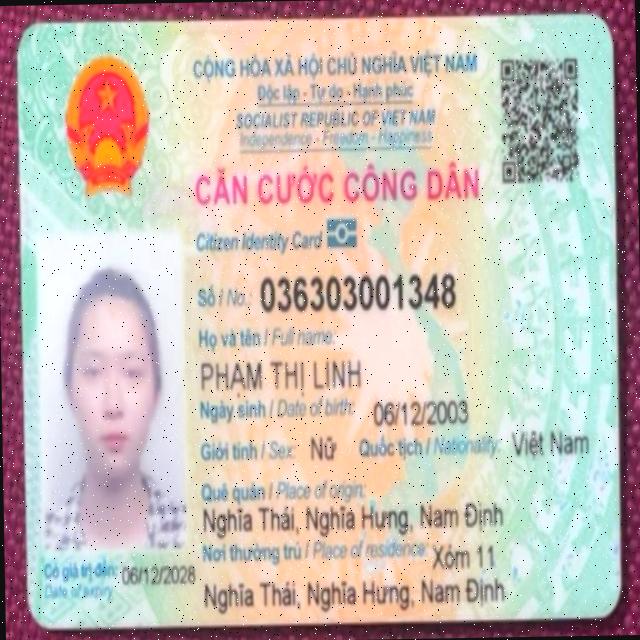 CỘNG HÒA XÃ HỘI CHỦ NGHĨA VIỆT NAM
Độc lập - Tự do - Hạnh phúc
SOCIALIST REPUBLIC OF VIET NAM
Independence - Freedom - Happiness
CĂN CƯỚC CÔNG DÂN
Citizen Identity Card
Số / No. 036303001348
Họ và tên / Full name:
PHẠM THỊ LINH
Ngày sinh / Date of birth: 06/12/2003
Giới tính / Sex: Nữ Quốc tịch / Nationality: Việt Nam
Quê quán / Place of origin:
Nghĩa Thái, Nghĩa Hưng, Nam Định
Nơi thường trú / Place of residence: Xóm 11
Nghĩa Thái, Nghĩa Hưng, Nam Định
Có giá trị đến: 06/12/2028
Date of expiry